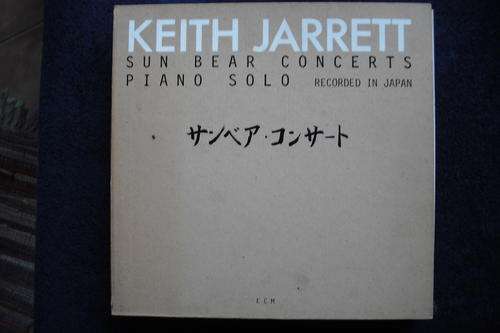 KEITH JARRETT
SUN BEAR CONCERTS
PIANO SOLO RECORDED IN JAPAN
サンベア・コンサート
ECM